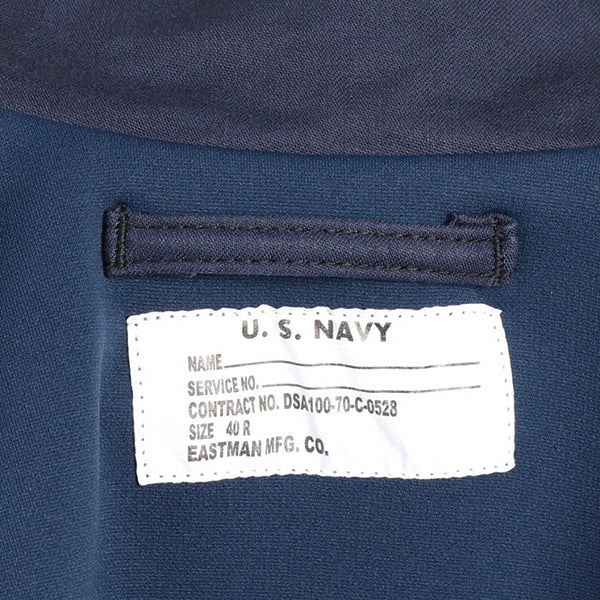 U. S. NAVY
NAME
SERVICE NO.
CONTRACT NO. DSA100-70-C-0528
SIZE 40 R
EASTMAN MFG. CO.